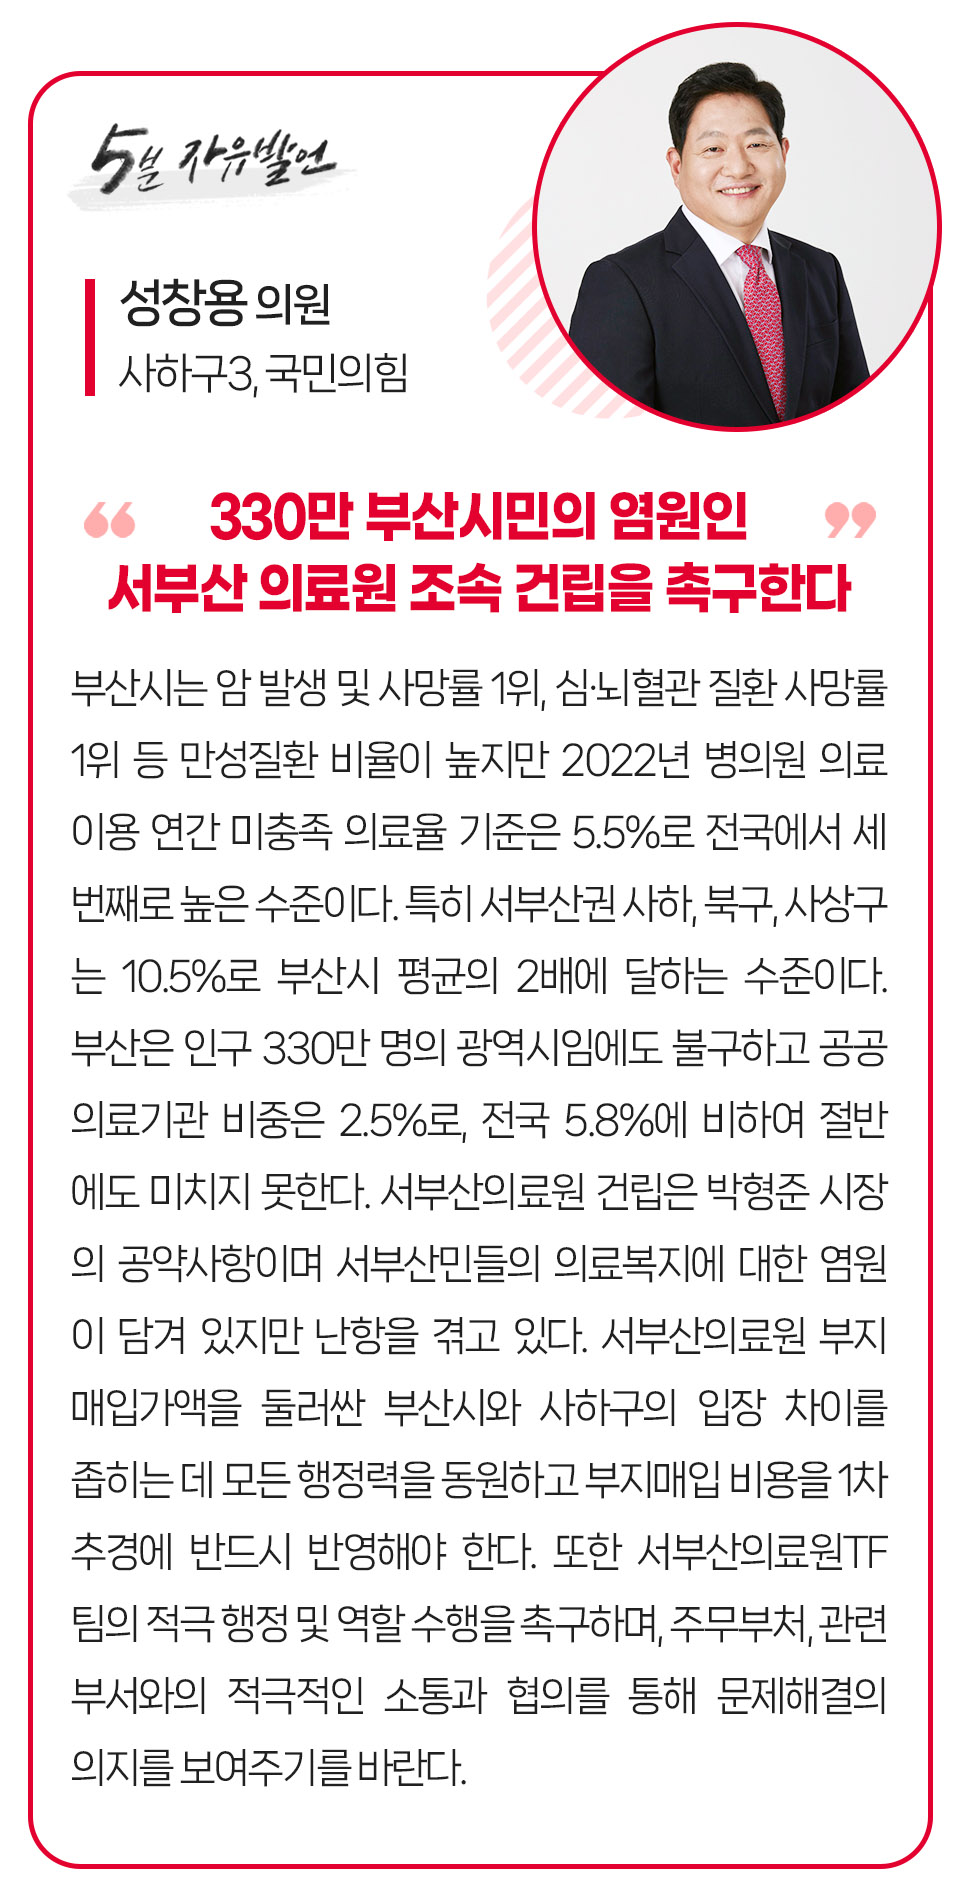 5분 자유발언
성창용 의원
사하구3, 국민의힘
“ 330만 부산시민의 염원인 ”
서부산 의료원 조속 건립을 촉구한다
부산시는 암 발생 및 사망률 1위, 심·뇌혈관 질환 사망률
1위 등 만성질환 비율이 높지만 2022년 병의원 의료
이용 연간 미충족 의료율 기준은 5.5%로 전국에서 세
번째로 높은 수준이다. 특히 서부산권 사하, 북구, 사상구
는 10.5%로 부산시 평균의 2배에 달하는 수준이다.
부산은 인구 330만 명의 광역시임에도 불구하고 공공
의료기관 비중은 2.5%로, 전국 5.8%에 비하여 절반
에도 미치지 못한다. 서부산의료원 건립은 박형준 시장
의 공약사항이며 서부산민들의 의료복지에 대한 염원
이 담겨 있지만 난항을 겪고 있다. 서부산의료원 부지
매입가액을 둘러싼 부산시와 사하구의 입장 차이를
좁히는 데 모든 행정력을 동원하고 부지매입 비용을 1차
추경에 반드시 반영해야 한다. 또한 서부산의료원TF
팀의 적극 행정 및 역할 수행을 촉구하며, 주무부처, 관련
부서와의 적극적인 소통과 협의를 통해 문제해결의
의지를 보여주기를 바란다.